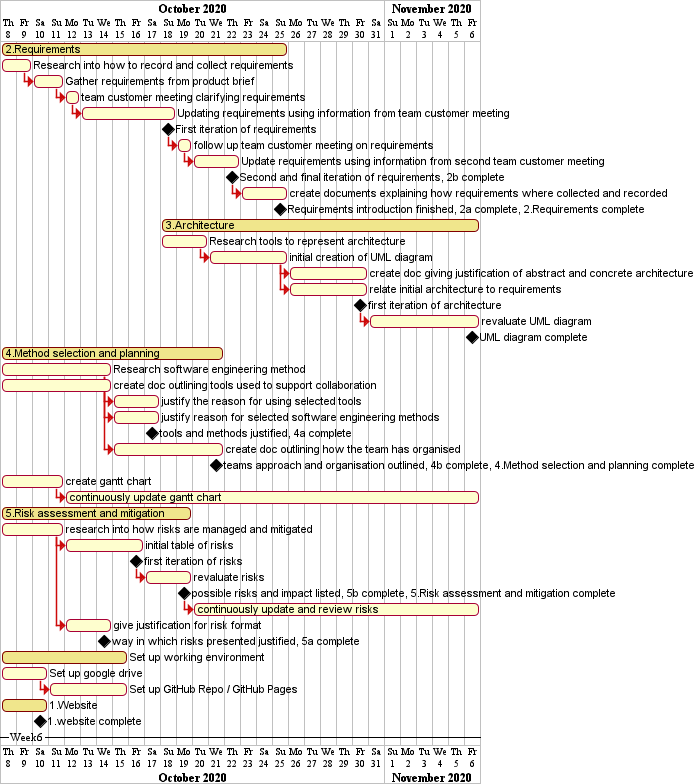 October 2020 November 2020
Th Fr Sa Su Mo Tu We Th Fr Sa Su Mo Tu We Th Fr Sa Su Mo Tu We Th Fr Sa Su Mo Tu We Th Fr
8 9 10 11 12 13 14 15 16 17 18 19 20 21 22 23 24 25 26 27 28 29 30 31 1 2 3 4 5 6
2.Requirements
Research into how to record and collect requirements
Gather requirements from product brief
team customer meeting clarifying requirements
Updating requirements using information from team customer meeting
First iteration of requirements
follow up team customer meeting on requirements
Update requirements using information from second team customer meeting
Second and final iteration of requirements, 2b complete
create documents explaining how requirements where collected and recorded
Requirements introduction finished, 2a complete, 2.Requirements complete
3.Architecture
Research tools to represent architecture
initial creation of UML diagram
create doc giving justification of abstract and concrete architecture
relate initial architecture to requirements
first iteration of architecture
revaluate UML diagram
UML diagram complete
4.Method selection and planning
Research software engineering method
create doc outlining tools used to support collaboration
justify the reason for using selected tools
justify reason for selected software engineering methods
tools and methods justified, 4a complete
create doc outlining how the team has organised
teams approach and organisation outlined, 4b complete, 4.Method selection and planning complete
create gantt chart
continuously update gantt chart
5.Risk assessment and mitigation
research into how risks are managed and mitigated
initial table of risks
first iteration of risks
revaluate risks
possible risks and impact listed, 5b complete, 5.Risk assessment and mitigation complete
continuously update and review risks
give justification for risk format
way in which risks presented justified, 5a complete
Set up working environment
Set up google drive
Set up GitHub Repo / GitHub Pages
1.Website
1.website complete
Week6
Th Fr Sa Su Mo Tu We Th Fr Sa Su Mo Tu We Th Fr Sa Su Mo Tu We Th Fr Sa Su Mo Tu We Th Fr
8 9 10 11 12 13 14 15 16 17 18 19 20 21 22 23 24 25 26 27 28 29 30 31 1 2 3 4 5 6
October 2020 November 2020